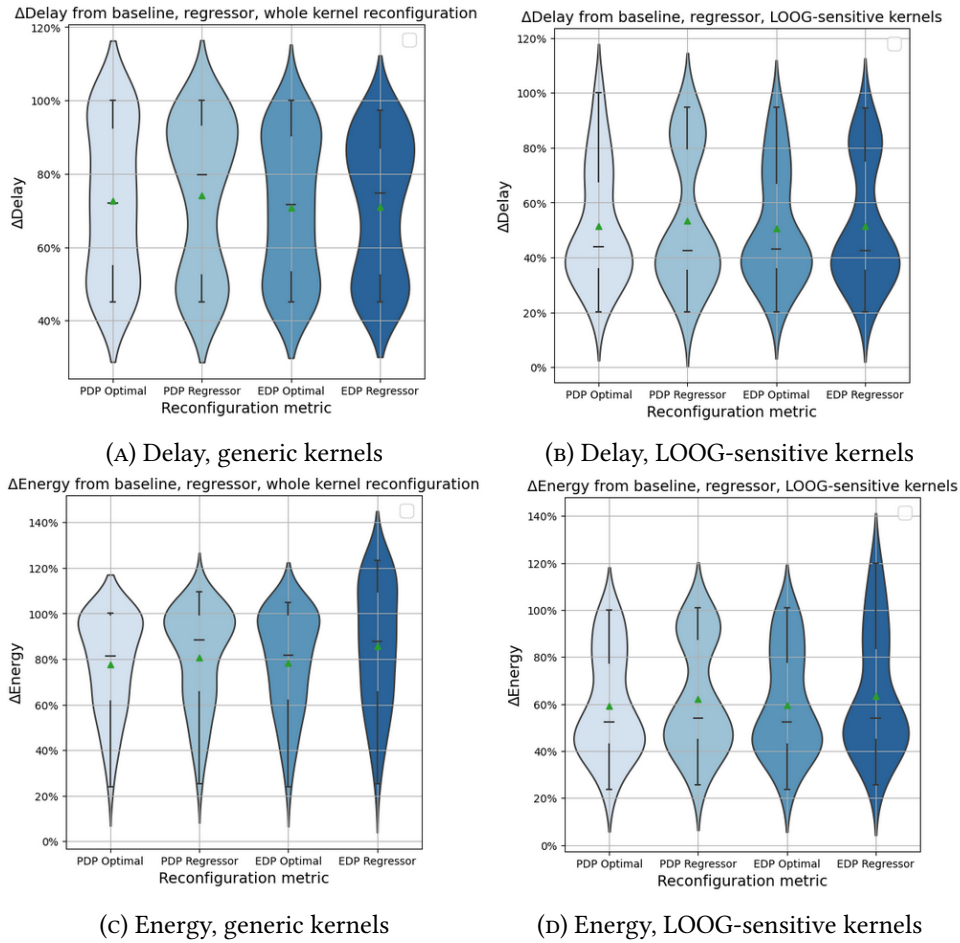 ΔDelay from baseline, regressor, whole kernel reconfiguration
120%
100%
80%
60%
40%
ΔDelay
PDP Optimal PDP Regressor EDP Optimal EDP Regressor
Reconfiguration metric
(A) Delay, generic kernels
ΔDelay from baseline, regressor, LOOG-sensitive kernels
120%
100%
80%
60%
40%
20%
0%
ΔDelay
PDP Optimal PDP Regressor EDP Optimal EDP Regressor
Reconfiguration metric
(B) Delay, LOOG-sensitive kernels
ΔEnergy from baseline, regressor, whole kernel reconfiguration
140%
120%
100%
80%
60%
40%
20%
0%
ΔEnergy
PDP Optimal PDP Regressor EDP Optimal EDP Regressor
Reconfiguration metric
(C) Energy, generic kernels
ΔEnergy from baseline, regressor, LOOG-sensitive kernels
140%
120%
100%
80%
60%
40%
20%
0%
ΔEnergy
PDP Optimal PDP Regressor EDP Optimal EDP Regressor
Reconfiguration metric
(D) Energy, LOOG-sensitive kernels